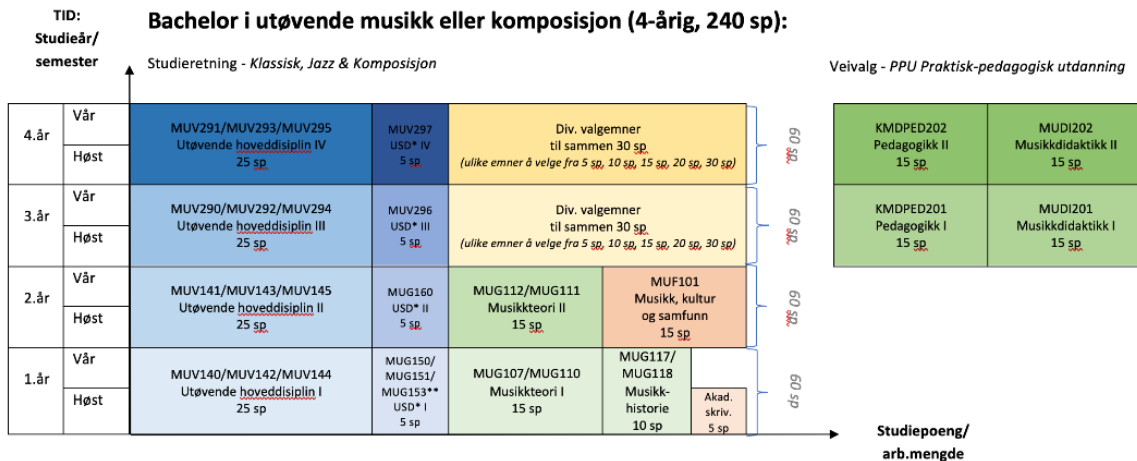 TID:
Studieår/
semester
Bachelor i utøvende musikk eller komposisjon (4-årig, 240 sp):
Studieretning - Klassisk, Jazz & Komposisjon
Veivalg - PPU Praktisk-pedagogisk utdanning
4.år
Vår
Høst
MUV291/MUV293/MUV295
Utøvende hoveddisiplin IV
25 sp
MUV297
USD* IV
5 sp
Div. valgemner
til sammen 30 sp
(ulike emner å velge fra 5 sp, 10 sp, 15 sp, 20 sp, 30 sp)
60 sp
KMDPED202
Pedagogikk II
15 sp
MUDI202
Musikkdidaktikk II
15 sp
3.år
Vår
Høst
MUV290/MUV292/MUV294
Utøvende hoveddisiplin III
25 sp
MUV296
USD* III
5 sp
Div. valgemner
til sammen 30 sp
(ulike emner å velge fra 5 sp, 10 sp, 15 sp, 20 sp, 30 sp)
60 sp
KMDPED201
Pedagogikk I
15 sp
MUDI201
Musikkdidaktikk I
15 sp
2.år
Vår
Høst
MUV141/MUV143/MUV145
Utøvende hoveddisiplin II
25 sp
MUG160
USD* II
5 sp
MUG112/MUG111
Musikkteori II
15 sp
MUF101
Musikk, kultur
og samfunn
15 sp
60 sp
1.år
Vår
Høst
MUV140/MUV142/MUV144
Utøvende hoveddisiplin I
25 sp
MUG150/
MUG151/
MUG153**
USD* I
5 sp
MUG107/MUG110
Musikkteori I
15 sp
MUG117/
MUG118
Musikk-
historie
10 sp
Akad.
skriv.
5 sp
60 sp
Studiepoeng/
arb.mengde